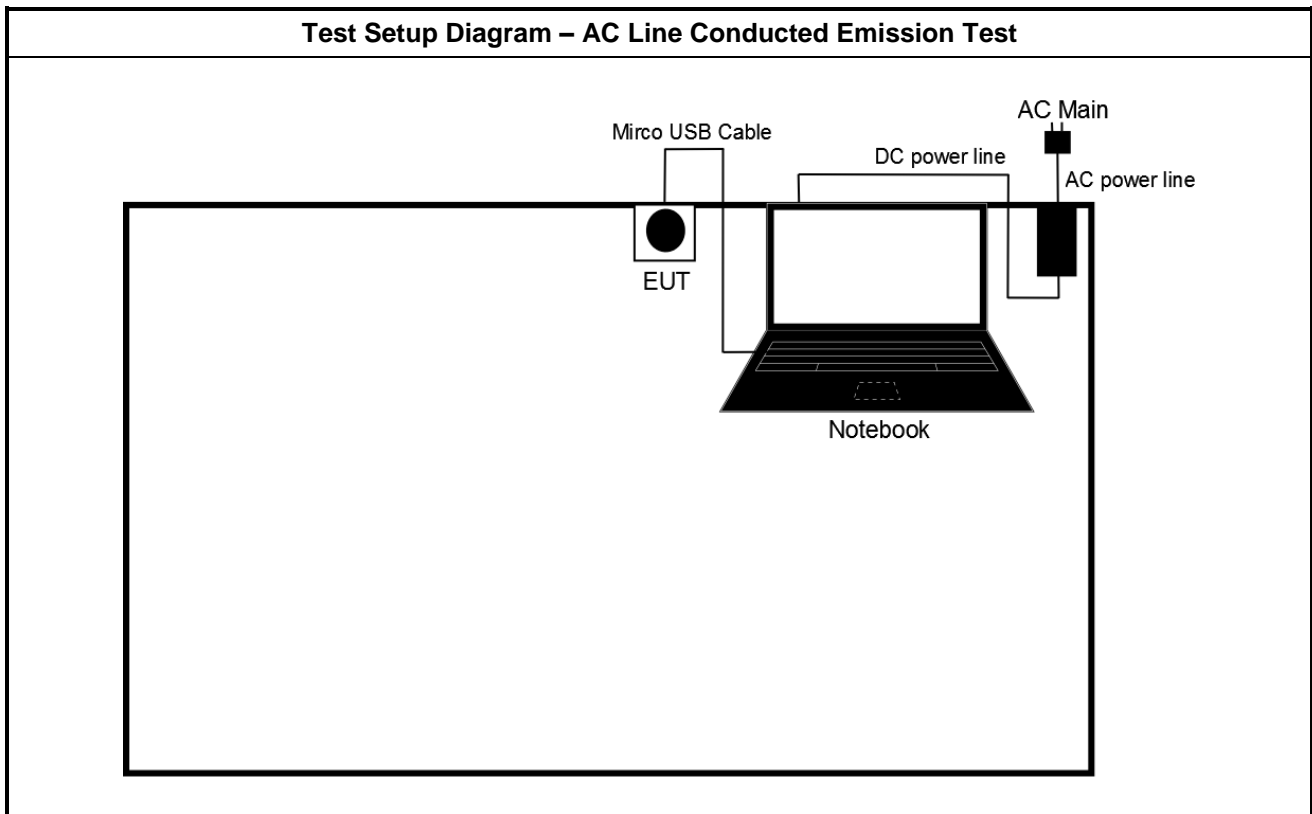 Test Setup Diagram – AC Line Conducted Emission Test
AC Main
Mirco USB Cable
DC power line
AC power line
EUT
Notebook